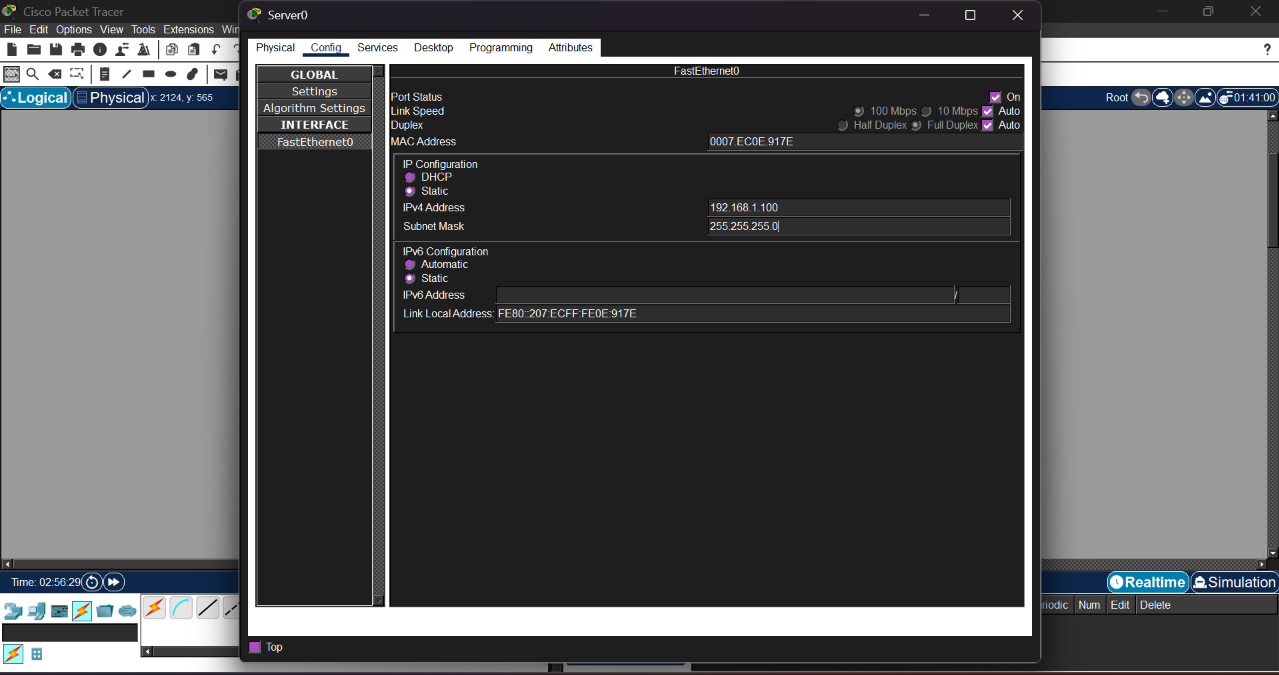 Cisco Packet Tracer
File Edit Options View Tools Extensions Win
Server0
Physical Config Services Desktop Programming Attributes
?
Logical Physical x: 2124, y: 565
Root 01:41:00
GLOBAL
Settings
Algorithm Settings
INTERFACE
FastEthernet0
FastEthernet0
Port Status On
Link Speed 100 Mbps 10 Mbps Auto
Duplex Half Duplex Full Duplex Auto
MAC Address 0007.EC0E.917E
IP Configuration
DHCP
Static
IPv4 Address 192.168.1.100
Subnet Mask 255.255.255.0
IPv6 Configuration
Automatic
Static
IPv6 Address /
Link Local Address: FE80::207:ECFF:FE0E:917E
Time: 02:56:29
Realtime Simulation
riodic Num Edit Delete
Top